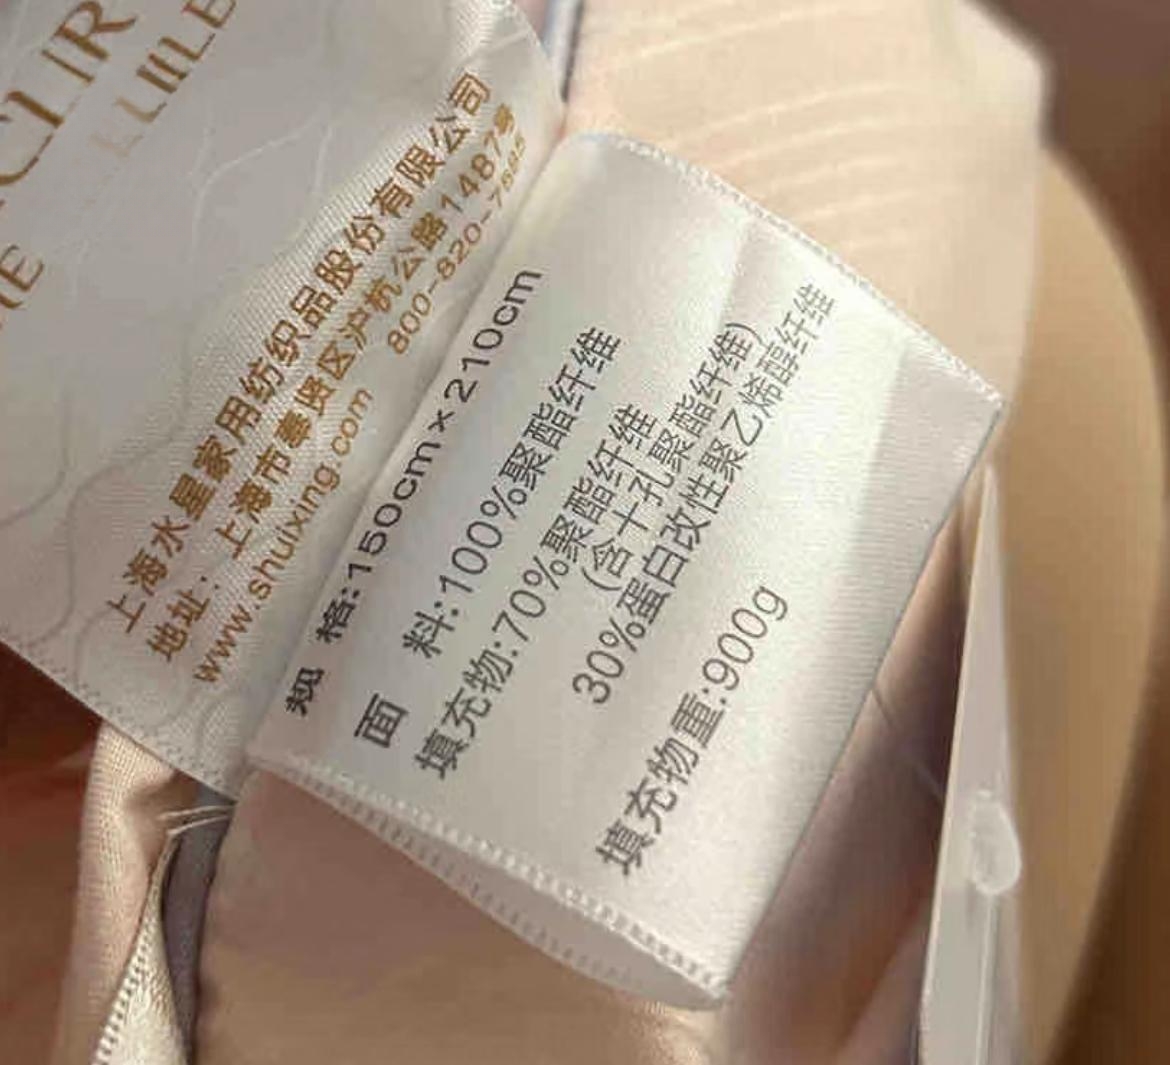 上海水星家用纺织品股份有限公司
地址：上海市奉贤区沪杭公路1487号
www.shuixing.com 800-820-7595
规 格:150cm×210cm
面 料:100%聚酯纤维
填充物:70%聚酯纤维
(含十孔聚酯纤维)
30%蛋白改性聚乙烯醇纤维
填充物重:900g